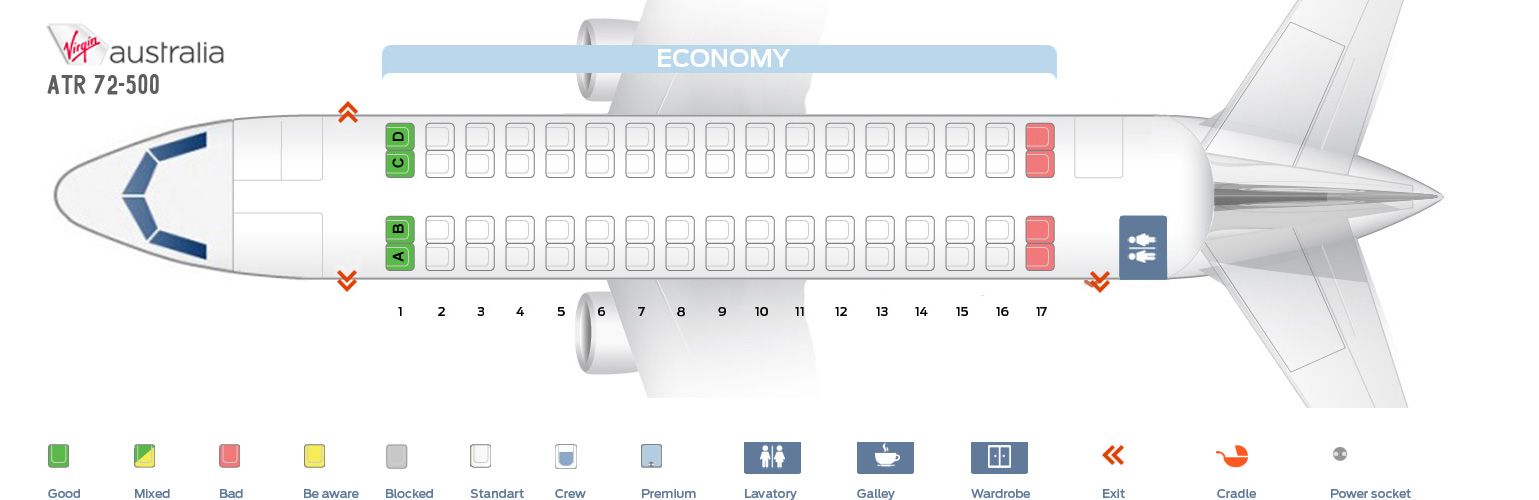 Virgin australia
ATR 72-500
ECONOMY
D
C
B
A
1 2 3 4 5 6 7 8 9 10 11 12 13 14 15 16 17
Good Mixed Bad Be aware Blocked Standart Crew Premium Lavatory Galley Wardrobe Exit Cradle Power socket